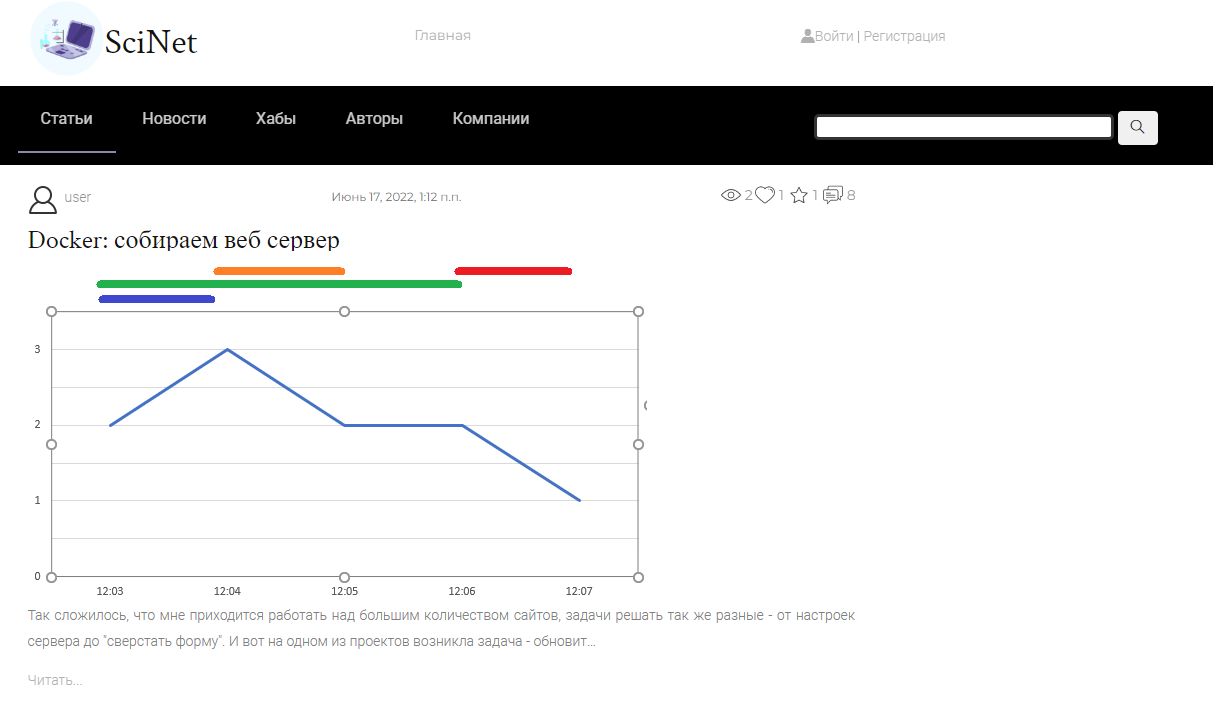 SciNet
Главная
Войти | Регистрация
Статьи Новости Хабы Авторы Компании
user
Июнь 17, 2022, 1:12 п.п.
2 1 1 8
Docker: собираем веб сервер
3
2
1
0
12:03 12:04 12:05 12:06 12:07
Так сложилось, что мне приходится работать над большим количеством сайтов, задачи решать так же разные - от настроек
сервера до "сверстать форму". И вот на одном из проектов возникла задача - обновит...
Читать...